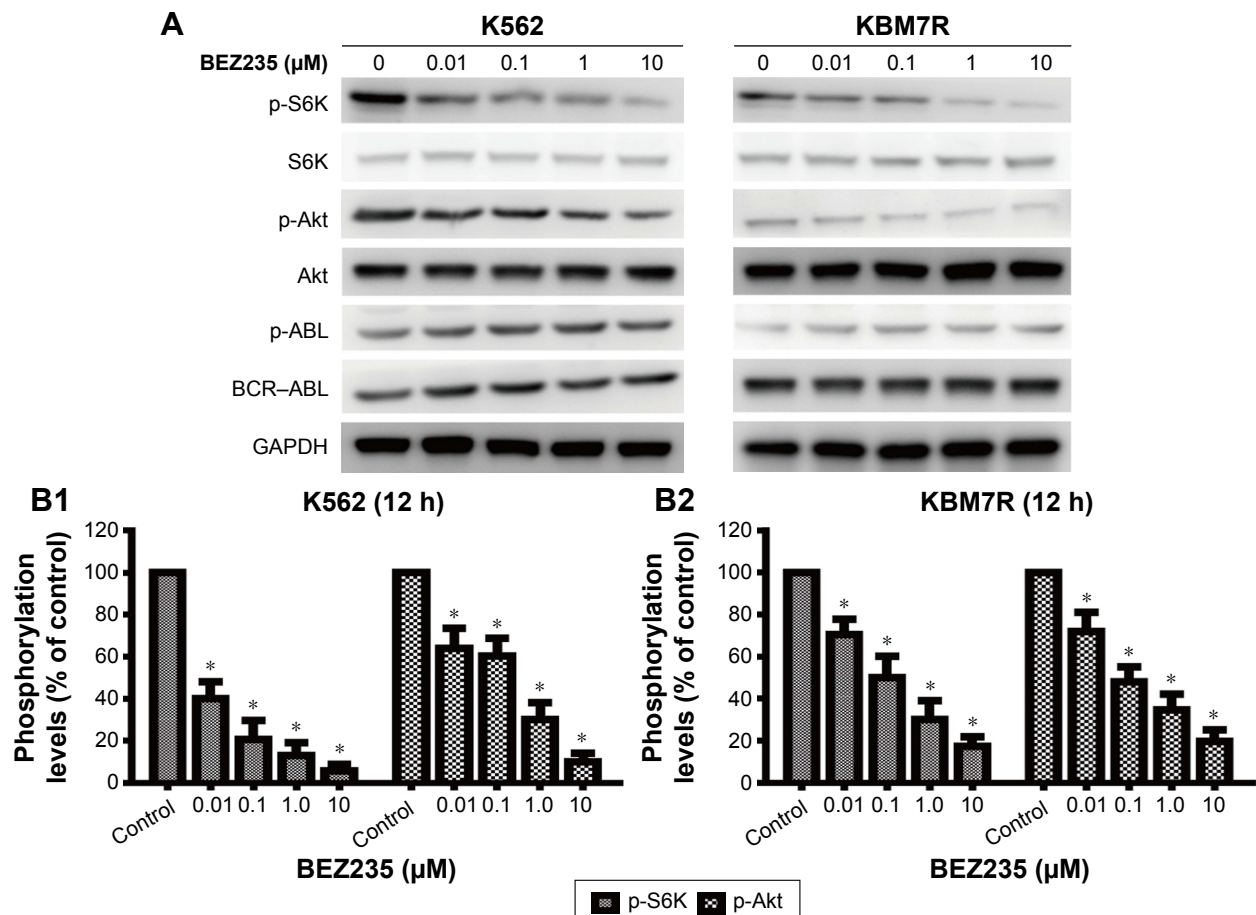 A
K562
KBM7R
BEZ235 (µM) 0 0.01 0.1 1 10 0 0.01 0.1 1 10
p-S6K
S6K
p-Akt
Akt
p-ABL
BCR–ABL
GAPDH
B1
K562 (12 h)
120
100
80
60
40
20
0
Phosphorylation
levels (% of control)
* * * * * * * *
Control 0.01 0.1 1.0 10 Control 0.01 0.1 1.0 10
BEZ235 (µM)
B2
KBM7R (12 h)
120
100
80
60
40
20
0
Phosphorylation
levels (% of control)
* * * * * * * *
Control 0.01 0.1 1.0 10 Control 0.01 0.1 1.0 10
BEZ235 (µM)
p-S6K p-Akt